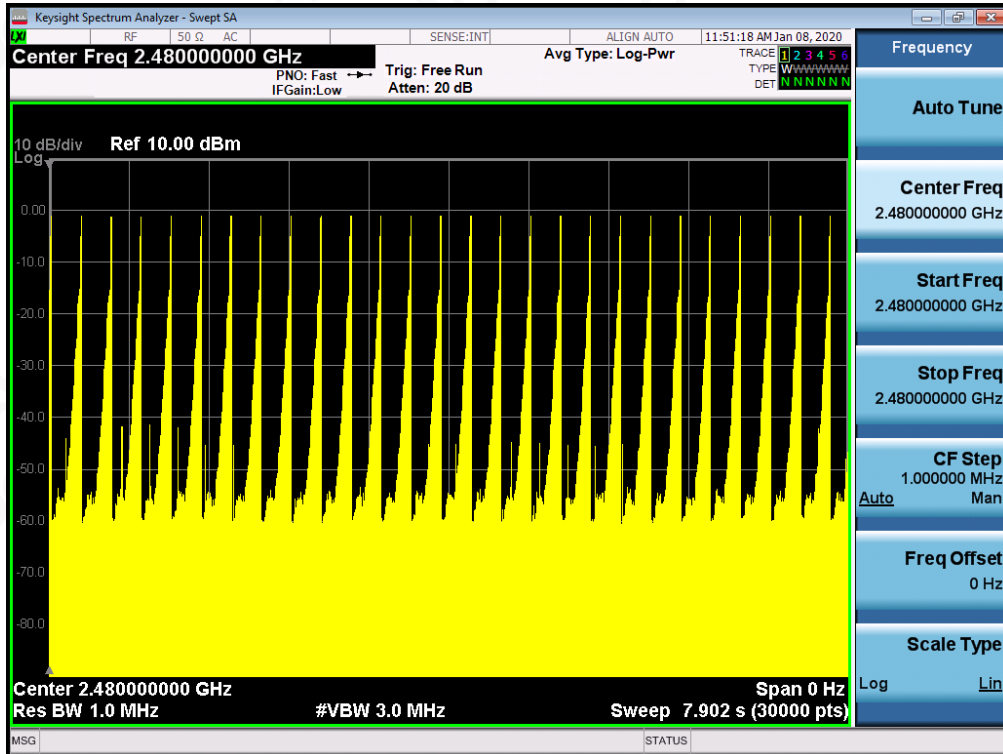 Keysight Spectrum Analyzer - Swept SA
LXI RF 50 Ω AC SENSE:INT ALIGN AUTO 11:51:18 AM Jan 08, 2020
Center Freq 2.480000000 GHz
PNO: Fast
IFGain:Low
Trig: Free Run
Atten: 20 dB
Avg Type: Log-Pwr
TRACE 1 2 3 4 5 6
TYPE W W W W W W
DET N N N N N N
10 dB/div Ref 10.00 dBm
Log
0.00
-10.0
-20.0
-30.0
-40.0
-50.0
-60.0
-70.0
-80.0
Center 2.480000000 GHz Span 0 Hz
Res BW 1.0 MHz #VBW 3.0 MHz Sweep 7.902 s (30000 pts)
MSG STATUS
Frequency
Auto Tune
Center Freq
2.480000000 GHz
Start Freq
2.480000000 GHz
Stop Freq
2.480000000 GHz
CF Step
1.000000 MHz
Auto Man
Freq Offset
0 Hz
Scale Type
Log Lin